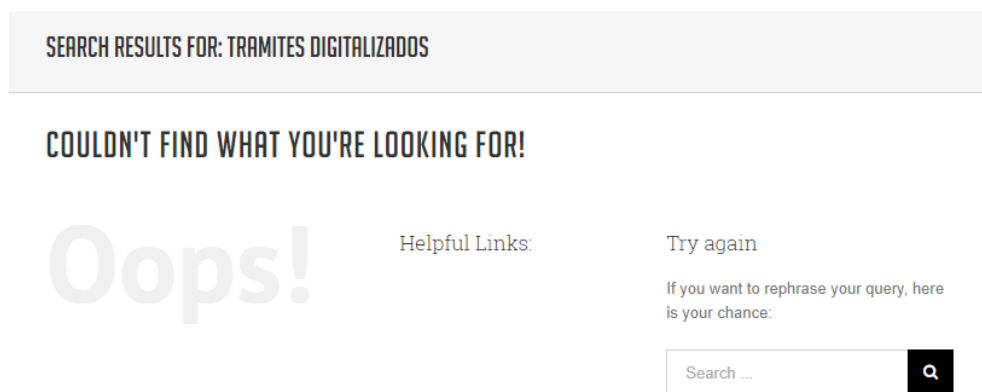 SEARCH RESULTS FOR: TRAMITES DIGITALIZADOS
COULDN'T FIND WHAT YOU'RE LOOKING FOR!
Oops!
Helpful Links:
Try again
If you want to rephrase your query, here
is your chance:
Search ...